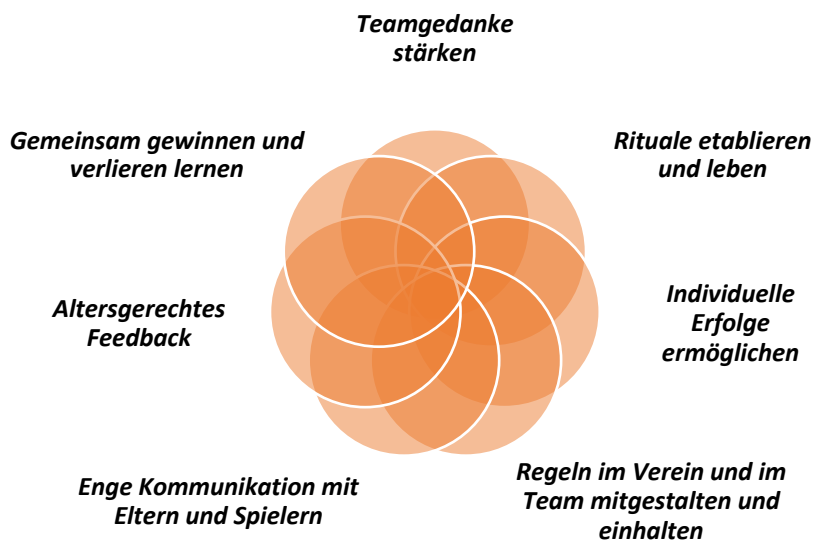 Teamgedanke
stärken
Gemeinsam gewinnen und
verlieren lernen
Rituale etablieren
und leben
Altersgerechtes
Feedback
Individuelle
Erfolge
ermöglichen
Enge Kommunikation mit
Eltern und Spielern
Regeln im Verein und im
Team mitgestalten und
einhalten